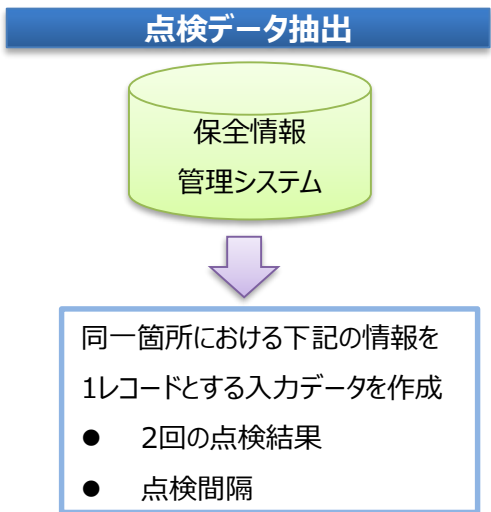 点検データ抽出
保全情報
管理システム
同一箇所における下記の情報を
1レコードとする入力データを作成
● 2回の点検結果
● 点検間隔